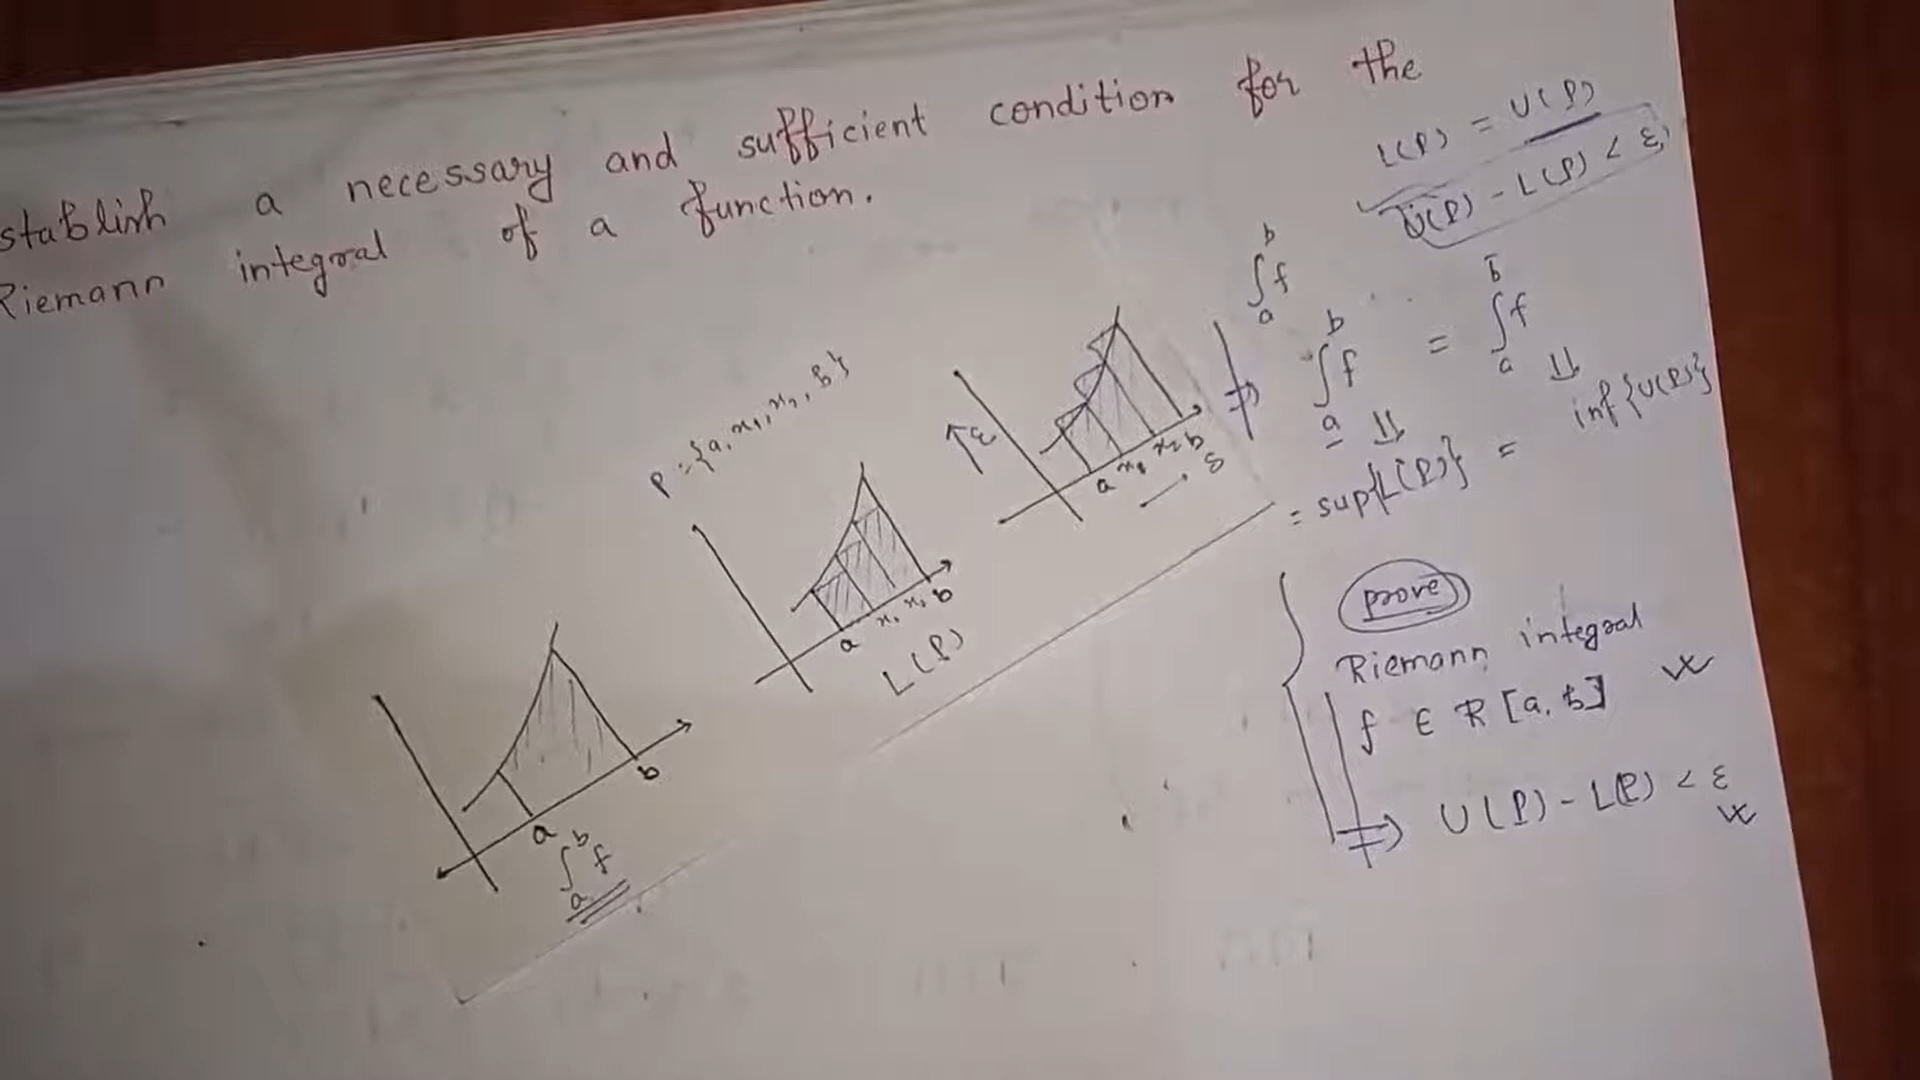 stablish a necessary and sufficient condition for the
Riemann integral of a function.
L(P) = U(P)
U(P) - L(P) < ε,
∫ₐᵇ f
∫ₐᵇ f = ∫ₐᵇ f
⇓ ⇓
= sup{L(P)} = inf{U(P)}
P = {a, x₁, x₂, b}
a x₁ x₂ b
L(P)
a x₁ x₂ b
ε
δ
a b
∫ₐᵇ f
prove
Riemann integral
f ∈ R [a, b]
⇒ U(P) - L(P) < ε